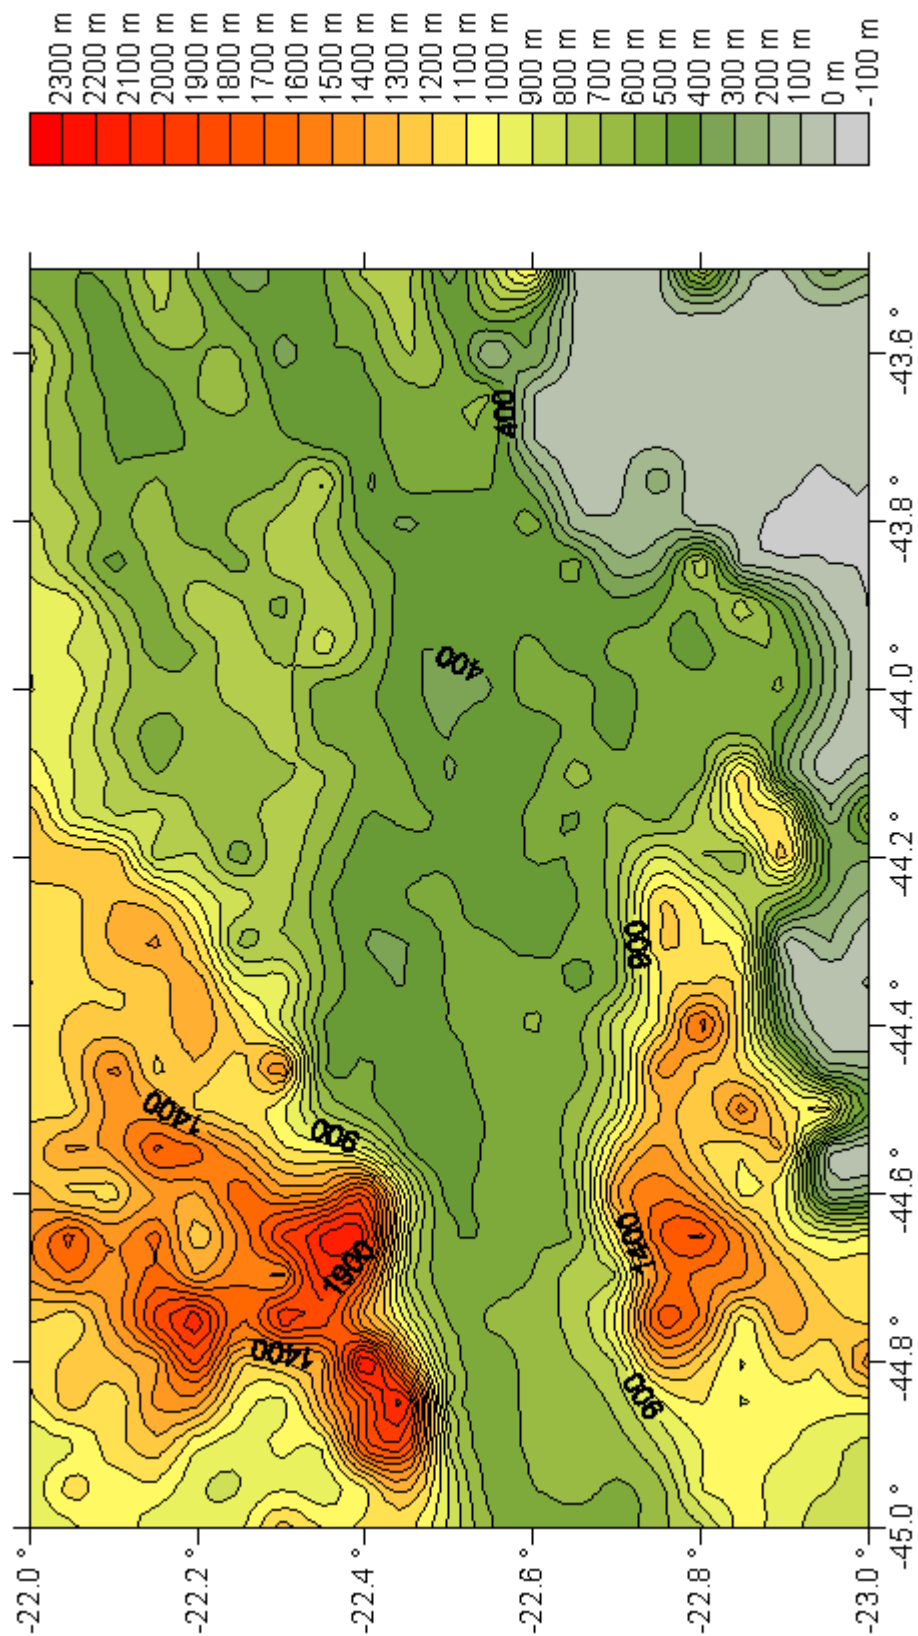 2300 m
2200 m
2100 m
2000 m
1900 m
1800 m
1700 m
1600 m
1500 m
1400 m
1300 m
1200 m
1100 m
1000 m
900 m
800 m
700 m
600 m
500 m
400 m
300 m
200 m
100 m
0 m
-100 m
-22.0 °
-22.2 °
-22.4 °
-22.6 °
-22.8 °
-23.0 °
-45.0 °
-44.8 °
-44.6 °
-44.4 °
-44.2 °
-44.0 °
-43.8 °
-43.6 °
1400
1400
1900
900
400
400
900
1400
900